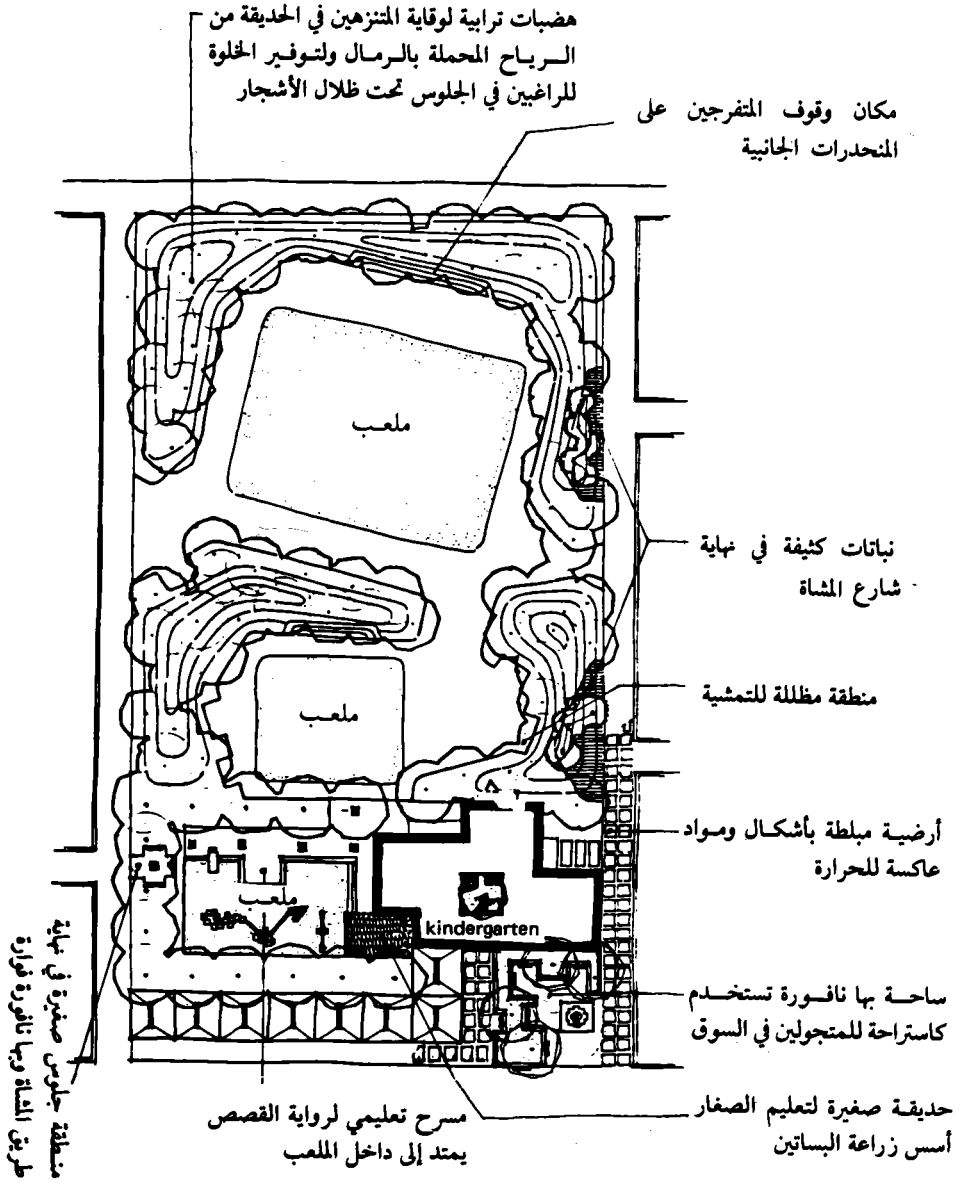 هضبات ترابية لوقاية المتنزهين في الحديقة من
الرياح المحملة بالرمال ولتوفير الخلوة
للراغبين في الجلوس تحت ظلال الأشجار
مكان وقوف المتفرجين على
المنحدرات الجانبية
ملعب
نباتات كثيفة في نهاية
شارع المشاة
منطقة مظللة للتمشية
ملعب
أرضية مبلطة بأشكال ومواد
عاكسة للحرارة
ملعب
kindergarten
ساحة بها نافورة تستخدم
كاستراحة للمتجولين في السوق
حديقة صغيرة لتعليم الصغار
أسس زراعة البساتين
مسرح تعليمي لرواية القصص
يمتد إلى داخل الملعب
منطقة جلوس صغيرة في نهاية
طريق المشاة وبها نافورة فوارة